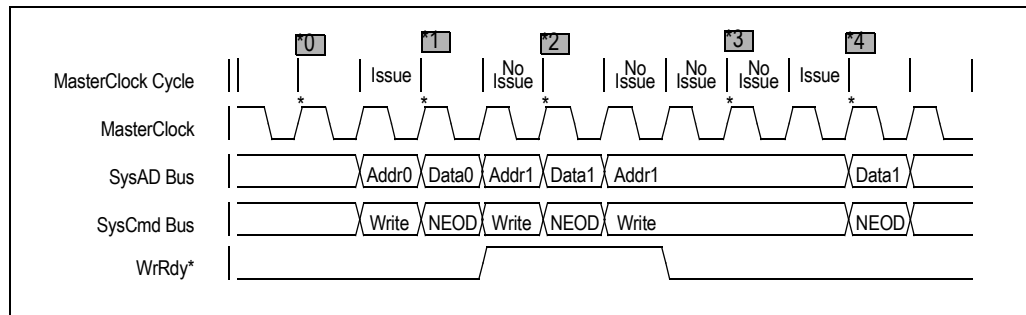 *0 *1 *2 *3 *4
MasterClock Cycle Issue No Issue No Issue No Issue No Issue Issue
* * * * *
MasterClock
SysAD Bus Addr0 Data0 Addr1 Data1 Addr1 Data1
SysCmd Bus Write NEOD Write NEOD Write NEOD
WrRdy*